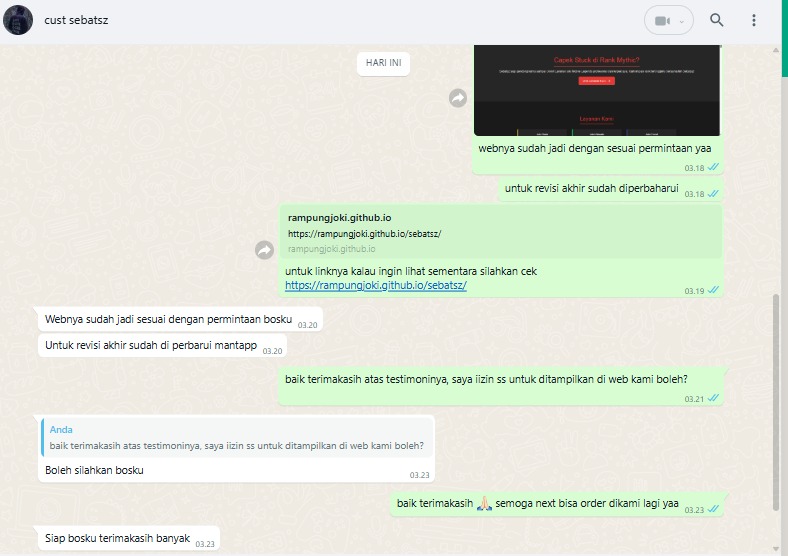 cust sebatsz
HARI INI
Capek Stuck di Rank Mythic?
Layanan Kami
webnya sudah jadi dengan sesuai permintaan yaa
03.18
untuk revisi akhir sudah diperbaharui
03.18
rampungjoki.github.io
https://rampungjoki.github.io/sebatsz/
rampungjoki.github.io
untuk linknya kalau ingin lihat sementara silahkan cek
https://rampungjoki.github.io/sebatsz/
03.19
Webnya sudah jadi sesuai dengan permintaan bosku
03.20
Untuk revisi akhir sudah di perbarui mantapp
03.20
baik terimakasih atas testimoninya, saya iizin ss untuk ditampilkan di web kami boleh?
03.21
Anda
baik terimakasih atas testimoninya, saya iizin ss untuk ditampilkan di web kami boleh?
Boleh silahkan bosku
03.23
baik terimakasih 🙏🏻 semoga next bisa order dikami lagi yaa
03.23
Siap bosku terimakasih banyak
03.23